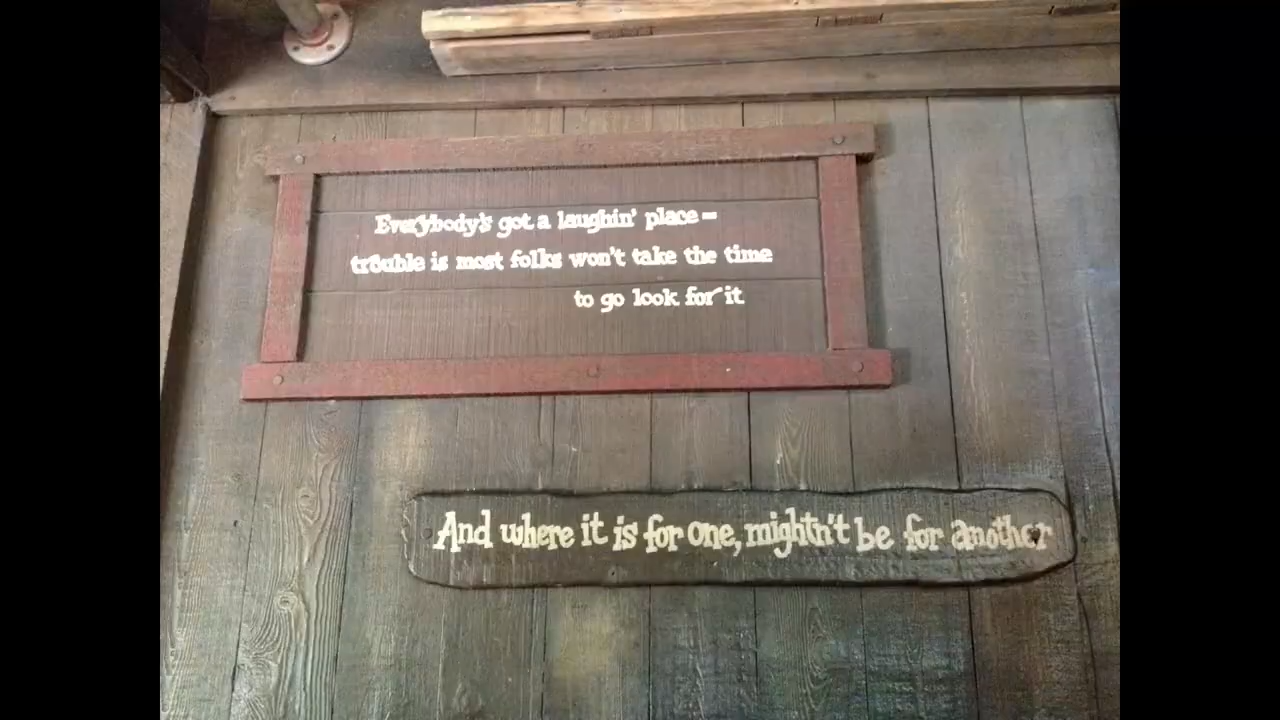 Everybody's got a laughin' place –
trouble is most folks won't take the time
to go look for it
And where it is for one, mightn't be for another